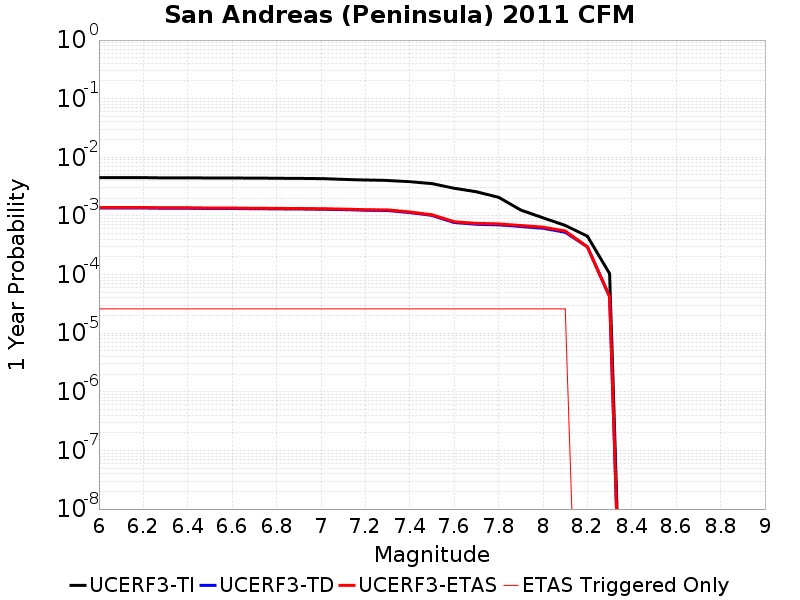 San Andreas (Peninsula) 2011 CFM
10^0
10^-1
10^-2
10^-3
10^-4
10^-5
10^-6
10^-7
10^-8
1 Year Probability
6 6.2 6.4 6.6 6.8 7 7.2 7.4 7.6 7.8 8 8.2 8.4 8.6 8.8 9
Magnitude
UCERF3-TI UCERF3-TD UCERF3-ETAS ETAS Triggered Only